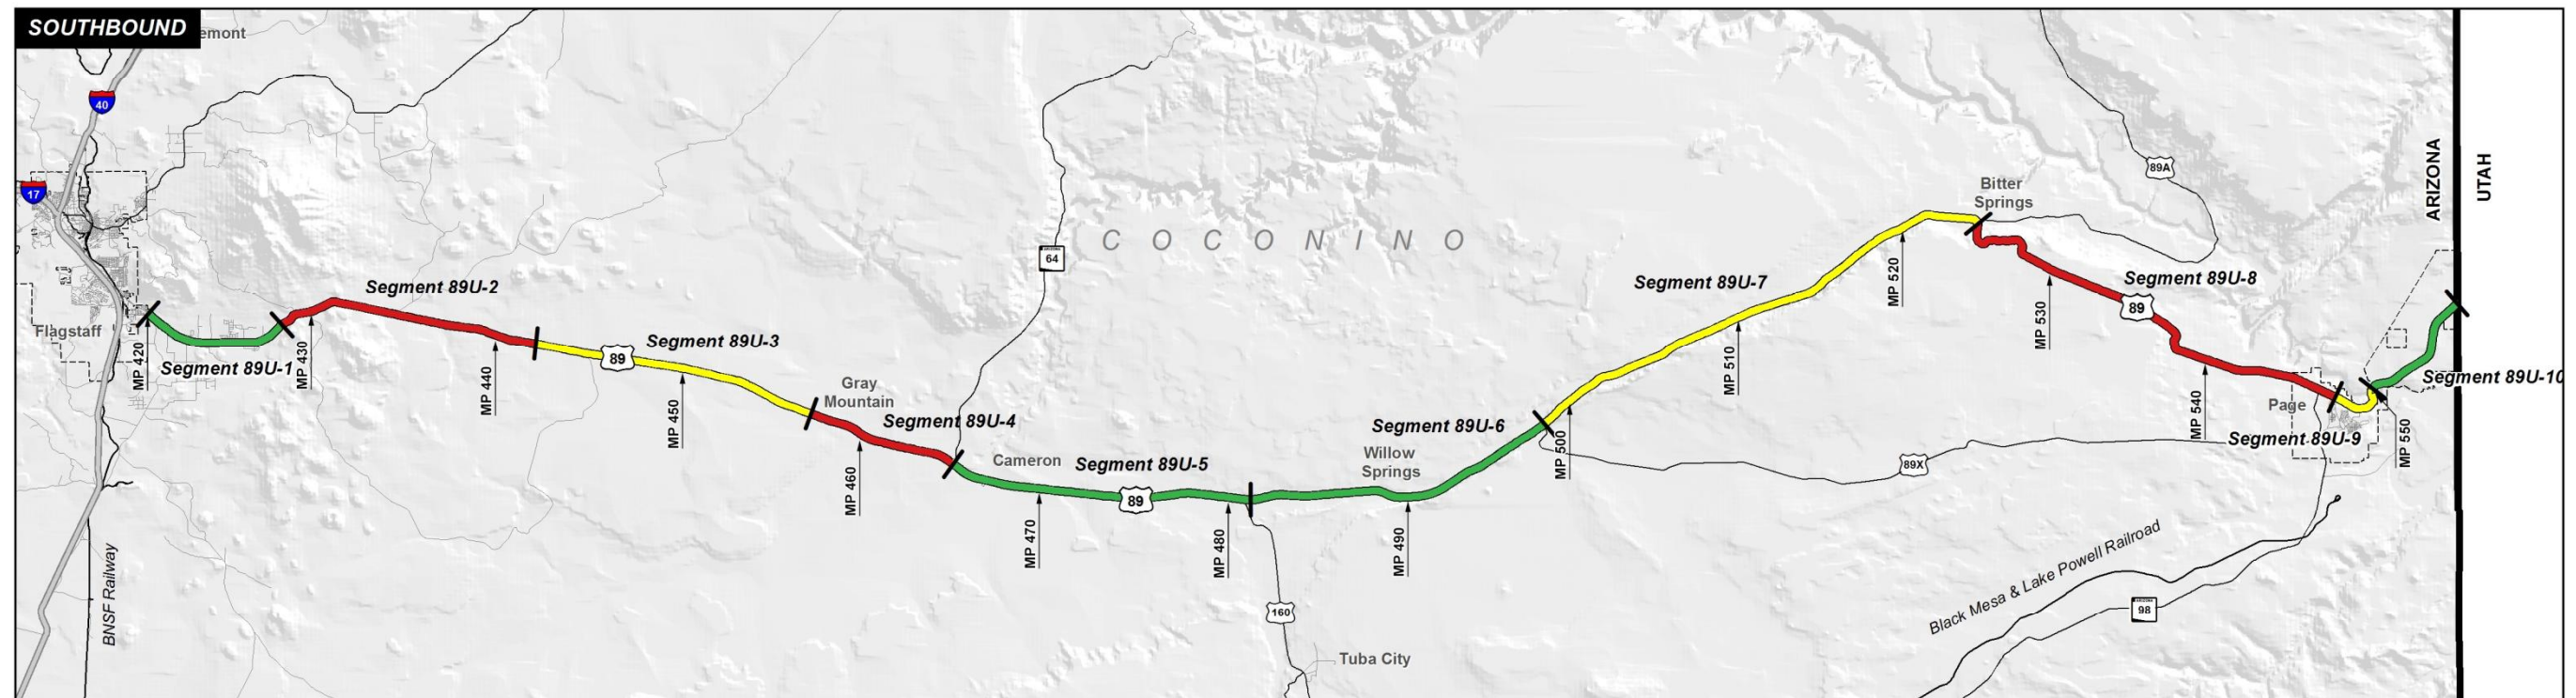 SOUTHBOUND
emont
40
17
Flagstaff
MP 420
Segment 89U-1
MP 430
Segment 89U-2
MP 440
Segment 89U-3
89
MP 450
Gray
Mountain
Segment 89U-4
MP 460
ARIZONA
64
Cameron
Segment 89U-5
89
MP 470
MP 480
COCONINO
160
Tuba City
Segment 89U-6
Willow
Springs
MP 490
MP 500
Segment 89U-7
MP 510
MP 520
Bitter
Springs
89A
Segment 89U-8
89
MP 530
MP 540
89X
Page
Segment 89U-9
MP 550
Segment 89U-10
ARIZONA
UTAH
Black Mesa & Lake Powell Railroad
ARIZONA
98
BNSF Railway